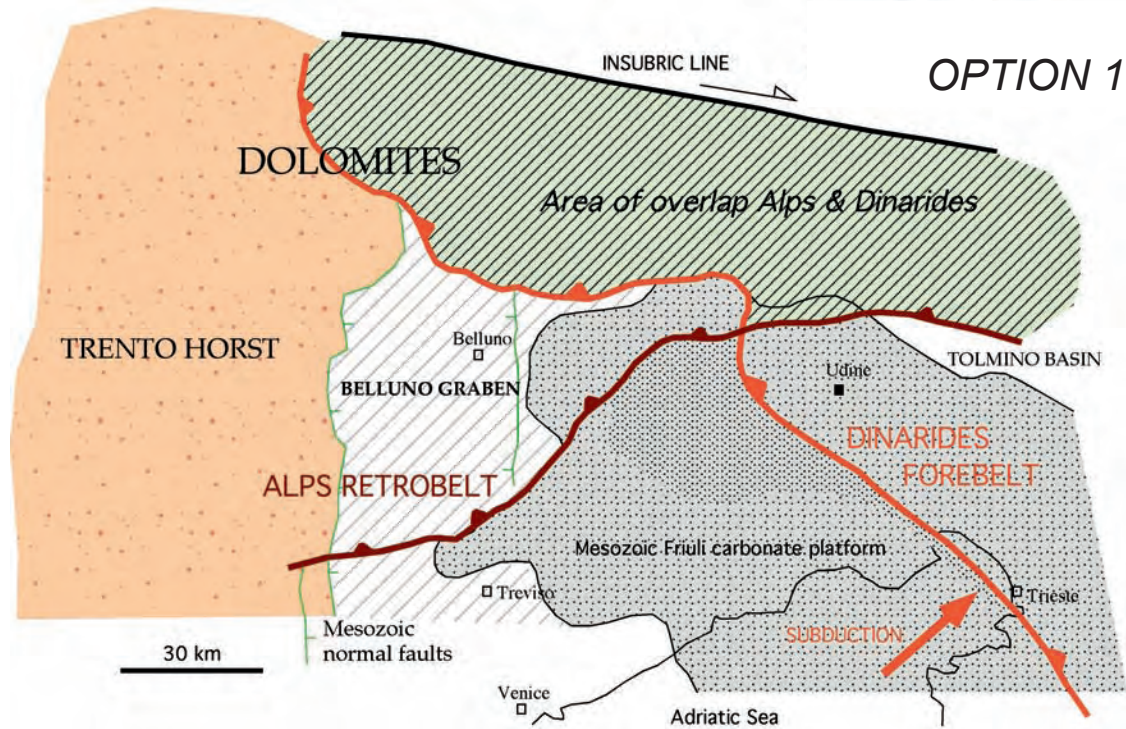 INSUBRIC LINE
OPTION 1
DOLOMITES
Area of overlap Alps & Dinarides
TRENTO HORST
Belluno
BELLUNO GRABEN
TOLMINO BASIN
Udine
DINARIDES
FOREBELT
ALPS RETROBELT
Mesozoic Friuli carbonate platform
Treviso
Trieste
Mesozoic
normal faults
SUBDUCTION
30 km
Venice
Adriatic Sea